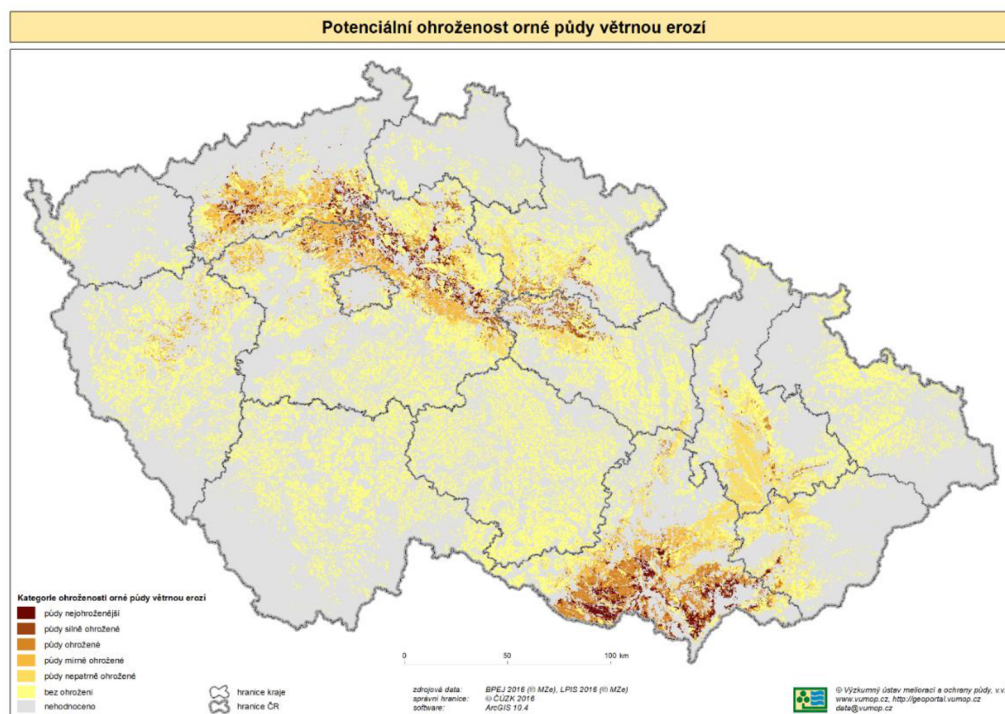 Potenciální ohroženost orné půdy větrnou erozí
Kategorie ohroženosti orné půdy větrnou erozí
půdy nejohroženější
půdy silně ohrožené
půdy ohrožené
půdy mírně ohrožené
půdy nepatrně ohrožené
bez ohrožení
nehodnoceno
hranice kraje
hranice ČR
0 50 100 km
zdrojová data: BPEJ 2016 (© MZe), LPIS 2016 (© MZe)
správní hranice: © ČÚZK 2016
software: ArcGIS 10.4
© Výzkumný ústav meliorací a ochrany půdy, v.v.
www.vumop.cz, http://geoportal.vumop.cz
data@vumop.cz